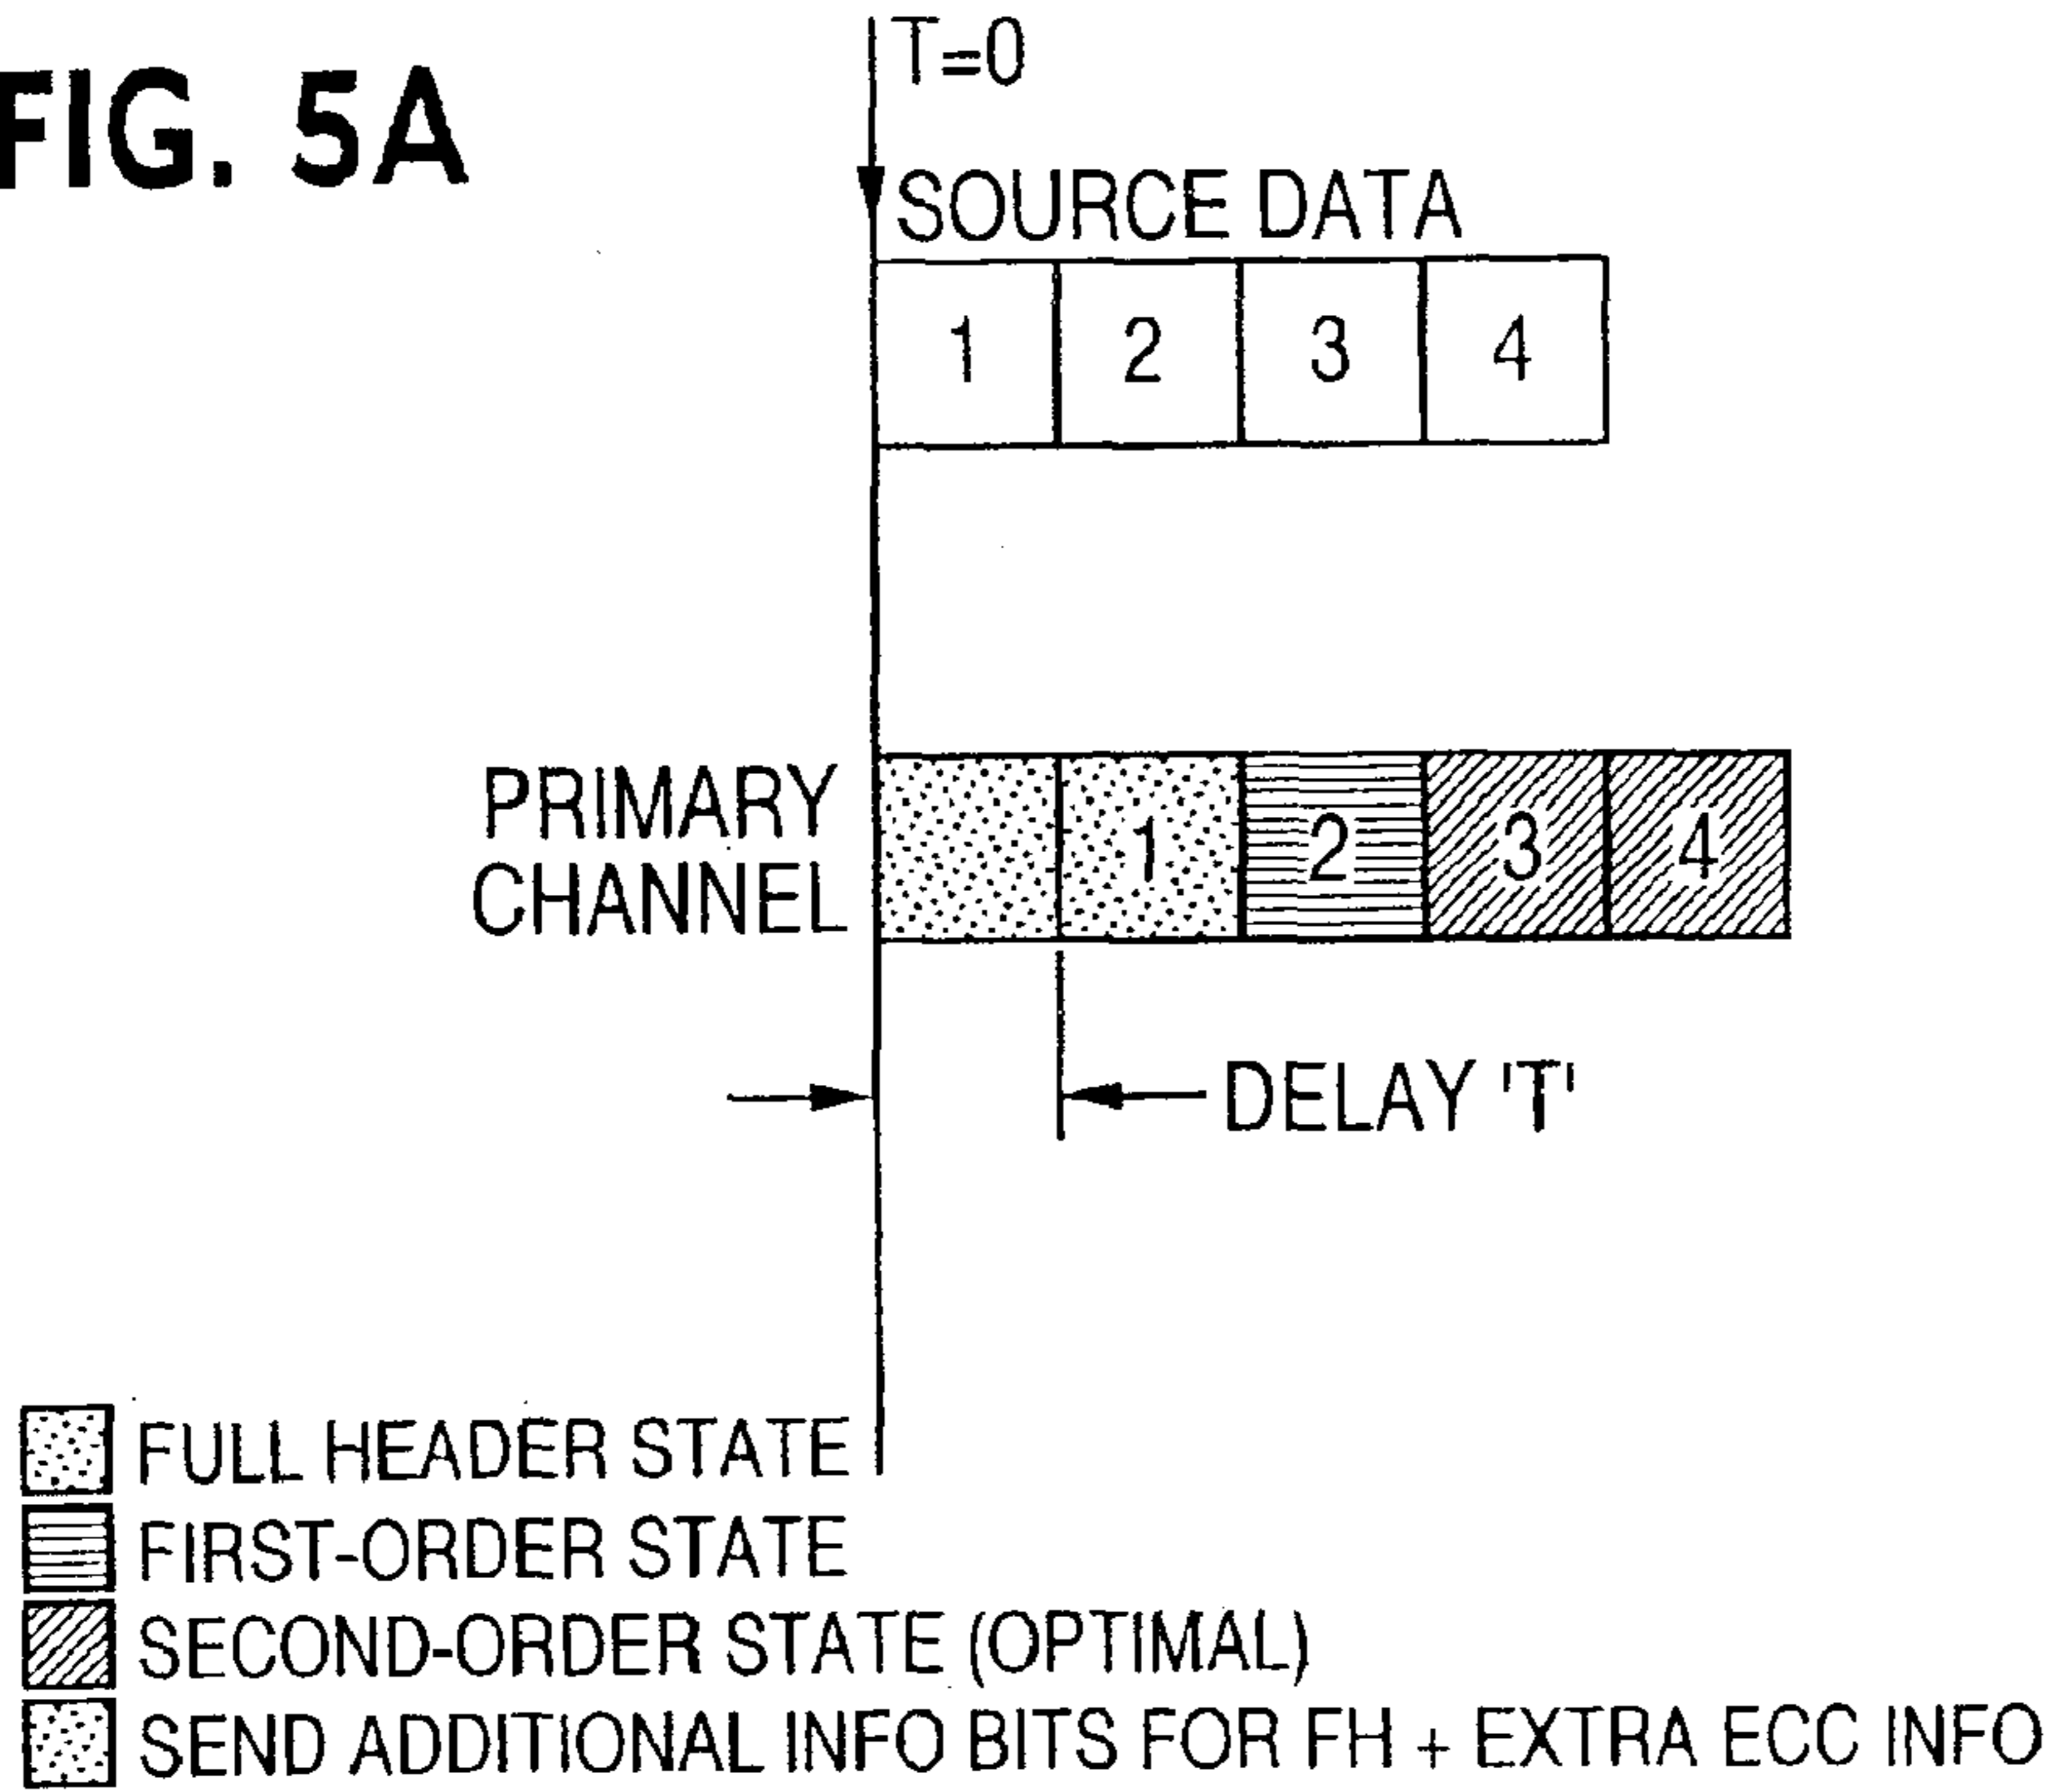 FIG. 5A
T=0
SOURCE DATA
1 2 3 4
PRIMARY
CHANNEL
1 2 3 4
DELAY 'T'
FULL HEADER STATE
FIRST-ORDER STATE
SECOND-ORDER STATE (OPTIMAL)
SEND ADDITIONAL INFO BITS FOR FH + EXTRA ECC INFO